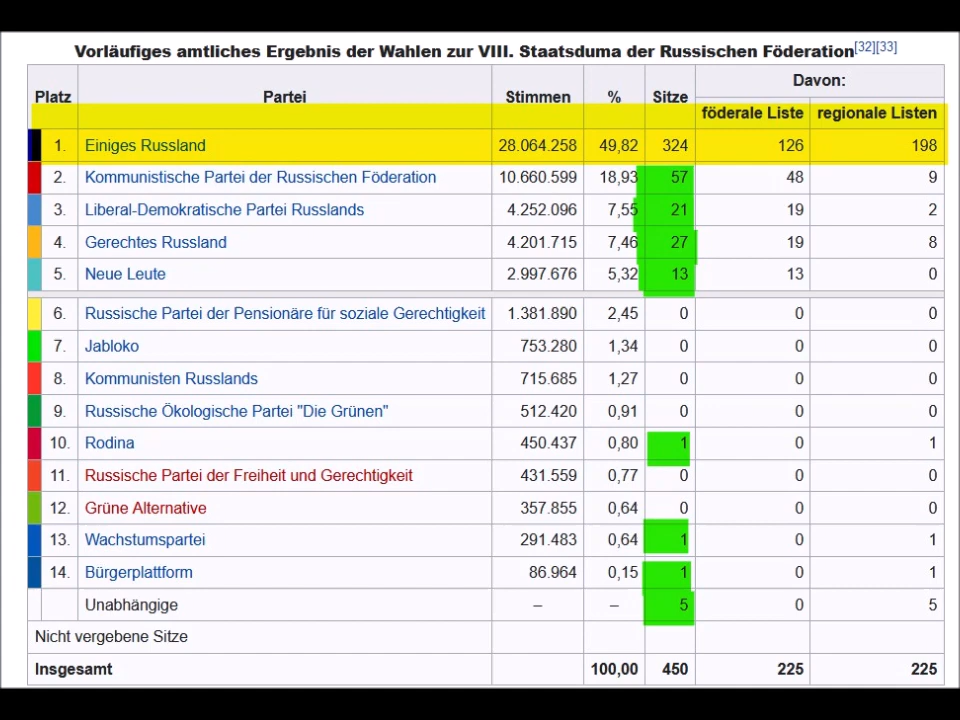 Vorläufiges amtliches Ergebnis der Wahlen zur VIII. Staatsduma der Russischen Föderation[32][33]
Platz Partei Stimmen % Sitze Davon:
föderale Liste regionale Listen
1. Einiges Russland 28.064.258 49,82 324 126 198
2. Kommunistische Partei der Russischen Föderation 10.660.599 18,93 57 48 9
3. Liberal-Demokratische Partei Russlands 4.252.096 7,55 21 19 2
4. Gerechtes Russland 4.201.715 7,46 27 19 8
5. Neue Leute 2.997.676 5,32 13 13 0
6. Russische Partei der Pensionäre für soziale Gerechtigkeit 1.381.890 2,45 0 0 0
7. Jabloko 753.280 1,34 0 0 0
8. Kommunisten Russlands 715.685 1,27 0 0 0
9. Russische Ökologische Partei "Die Grünen" 512.420 0,91 0 0 0
10. Rodina 450.437 0,80 1 0 1
11. Russische Partei der Freiheit und Gerechtigkeit 431.559 0,77 0 0 0
12. Grüne Alternative 357.855 0,64 0 0 0
13. Wachstumspartei 291.483 0,64 1 0 1
14. Bürgerplattform 86.964 0,15 1 0 1
Unabhängige – – 5 0 5
Nicht vergebene Sitze
Insgesamt 100,00 450 225 225